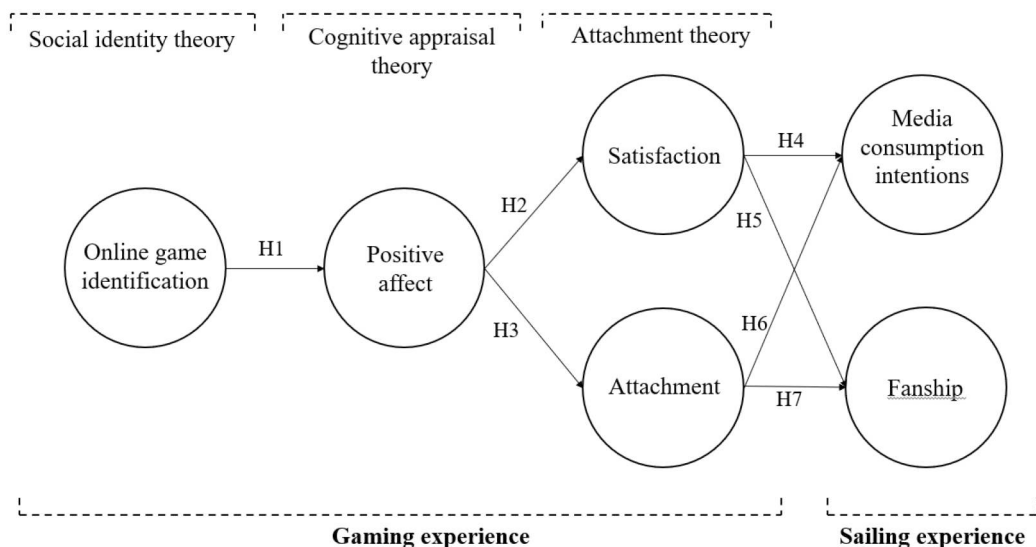 Social identity theory
Cognitive appraisal
theory
Attachment theory
Online game
identification
H1
Positive
affect
H2
H3
Satisfaction
Attachment
H4
H5
H6
H7
Media
consumption
intentions
Fanship
Gaming experience
Sailing experience